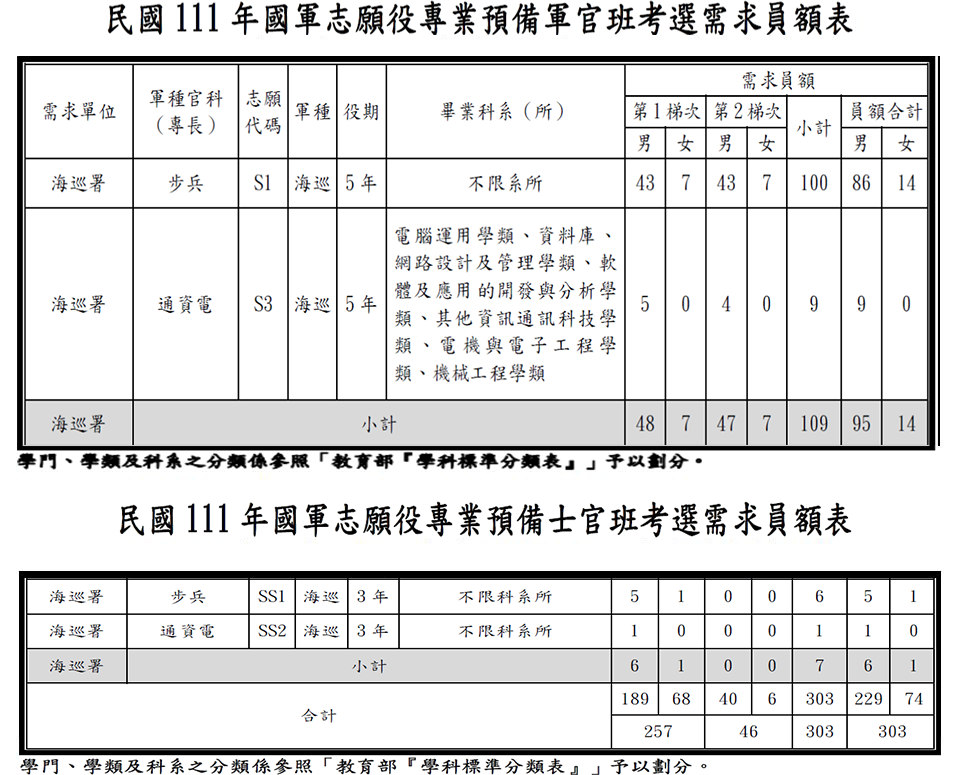 民國 111 年國軍志願役專業預備軍官班考選需求員額表
需求單位 軍種官科（專長） 志願代碼 軍種 役期 畢業科系（所） 需求員額
第1梯次 第2梯次 小計 員額合計
男 女 男 女 男 女
海巡署 步兵 S1 海巡 5年 不限系所 43 7 43 7 100 86 14
海巡署 通資電 S3 海巡 5年 電腦運用學類、資料庫、
網路設計及管理學類、軟
體及應用的開發與分析學
類、其他資訊通訊科技學
類、電機與電子工程學
類、機械工程學類
5 0 4 0 9 9 0
海巡署 小計 48 7 47 7 109 95 14
學門、學類及科系之分類係參照「教育部『學科標準分類表』」予以劃分。
民國 111 年國軍志願役專業預備士官班考選需求員額表
海巡署 步兵 SS1 海巡 3年 不限科系所 5 1 0 0 6 5 1
海巡署 通資電 SS2 海巡 3年 不限科系所 1 0 0 0 1 1 0
海巡署 小計 6 1 0 0 7 6 1
合計 189 68 40 6 303 229 74
257 46 303 303
學門、學類及科系之分類係參照「教育部『學科標準分類表』」予以劃分。